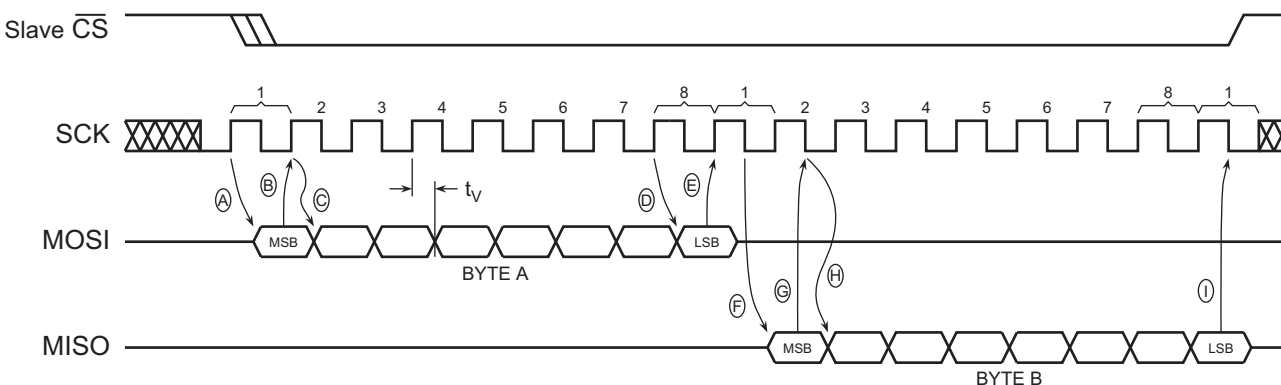 Slave CS
1 2 3 4 5 6 7 8 1 2 3 4 5 6 7 8 1
SCK
A B C tV D E
MOSI MSB LSB
BYTE A
F G H I
MISO MSB LSB
BYTE B